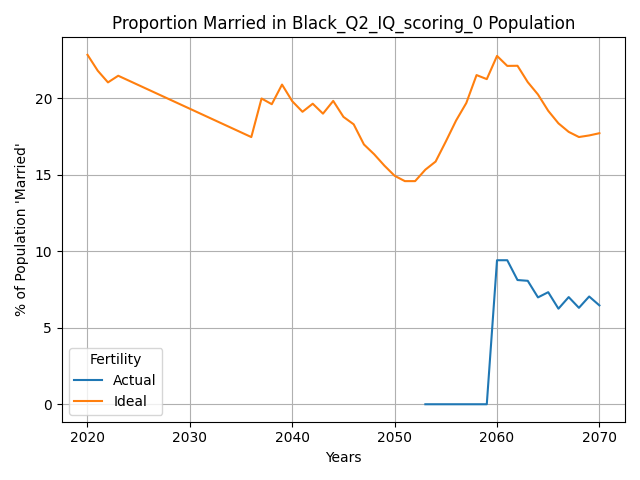 Proportion Married in Black_Q2_IQ_scoring_0 Population
% of Population 'Married'
20
15
10
5
0
Fertility
Actual
Ideal
2020 2030 2040 2050 2060 2070
Years